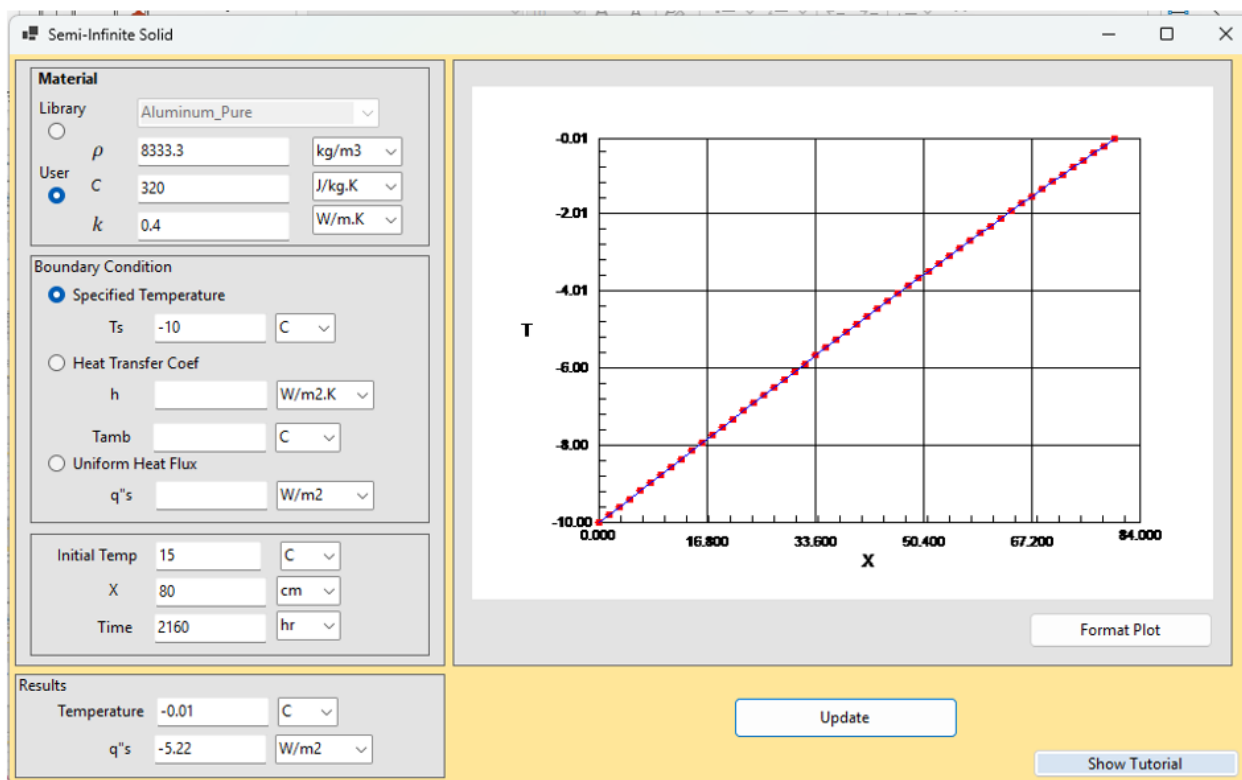 Semi-Infinite Solid
Material
Library
Aluminum_Pure
ρ 8333.3 kg/m3
User
C 320 J/kg.K
k 0.4 W/m.K
Boundary Condition
Specified Temperature
Ts -10 C
Heat Transfer Coef
h W/m2.K
Tamb C
Uniform Heat Flux
q"s W/m2
Initial Temp 15 C
X 80 cm
Time 2160 hr
Results
Temperature -0.01 C
q"s -5.22 W/m2
-0.01
-2.01
-4.01
T
-6.00
-8.00
-10.00
0.000 16.800 33.600 50.400 67.200 84.000
X
Format Plot
Update
Show Tutorial